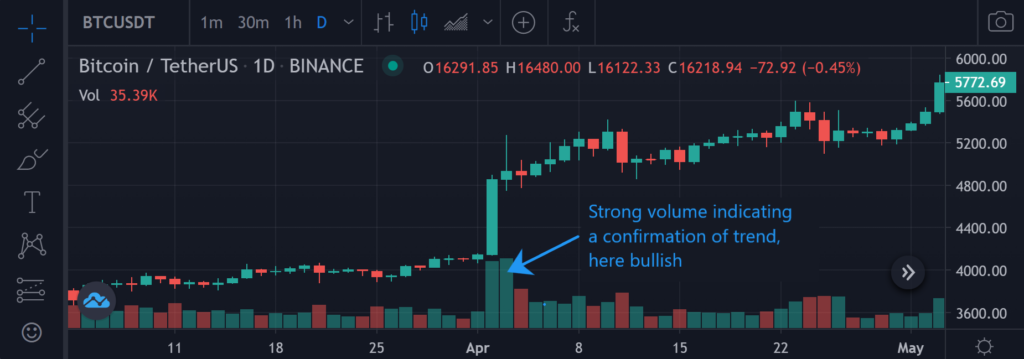 BTCUSDT 1m 30m 1h D
Bitcoin / TetherUS · 1D · BINANCE O16291.85 H16480.00 L16122.33 C16218.94 −72.92 (−0.45%)
Vol 35.39K
6000.00
5772.69
5600.00
5200.00
4800.00
4400.00
4000.00
3600.00
Strong volume indicating
a confirmation of trend,
here bullish
11 18 25 Apr 8 15 22 May